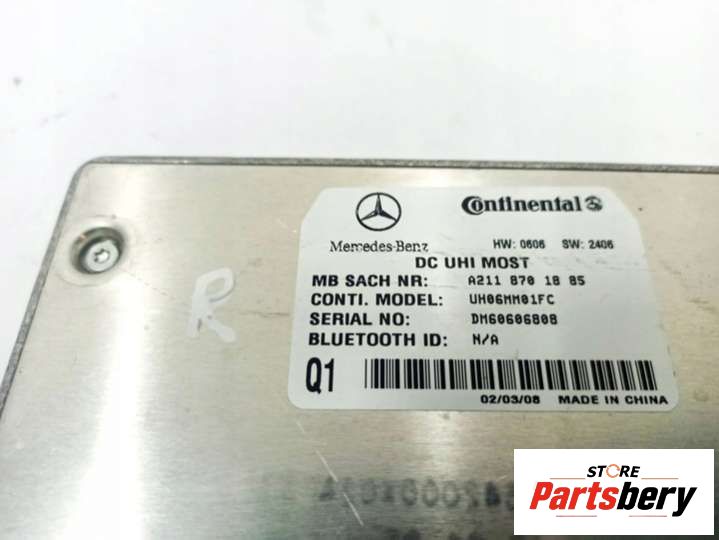 Continental
Mercedes-Benz
HW: 0606 SW: 2406
DC UHI MOST
MB SACH NR: A211 870 18 85
CONTI. MODEL: UH06MM01FC
SERIAL NO: DM60606808
BLUETOOTH ID: N/A
Q1
02/03/08 MADE IN CHINA
R
STORE
Partsbery